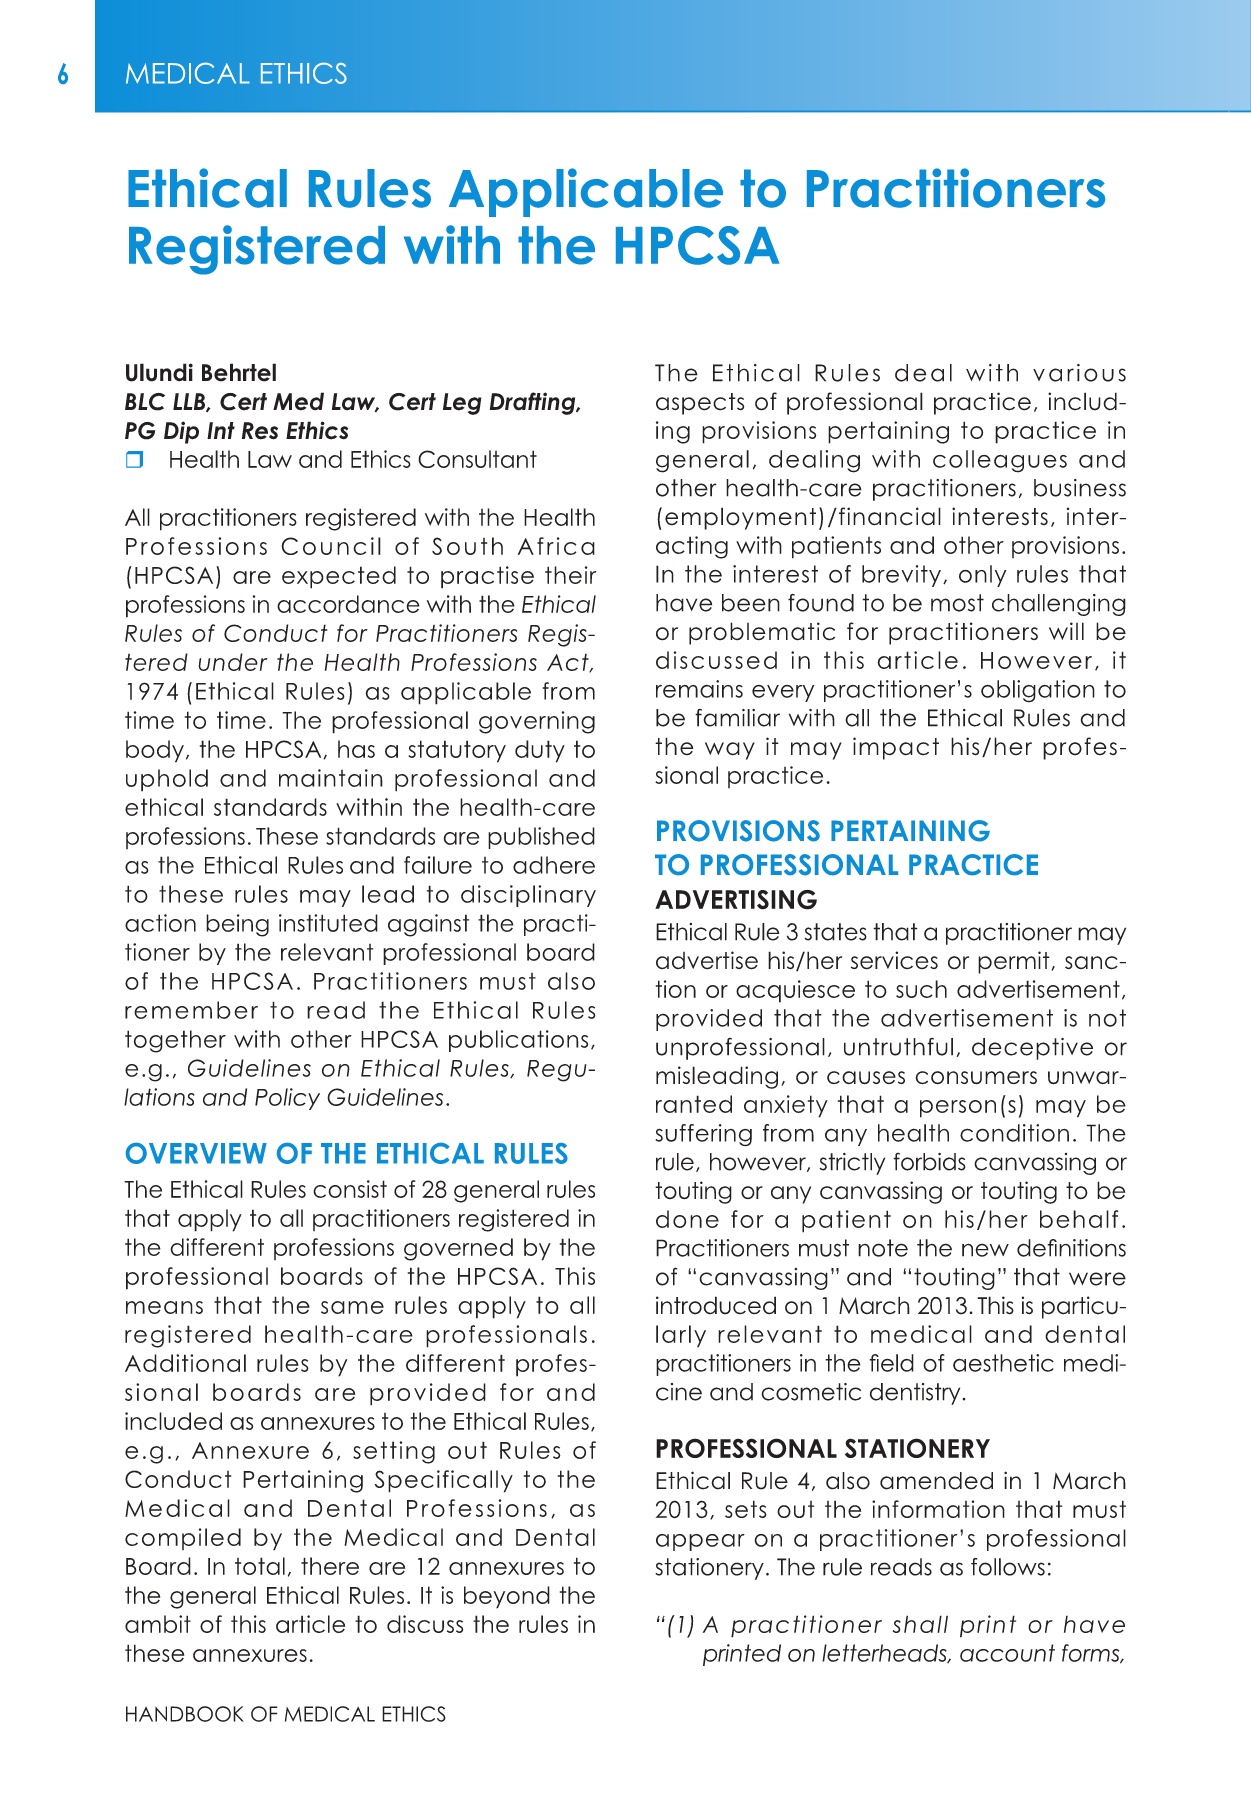 6
MEDICAL ETHICS
Ethical Rules Applicable to Practitioners
Registered with the HPCSA
Ulundi Behrtel
BLC LLB, Cert Med Law, Cert Leg Drafting,
PG Dip Int Res Ethics
❒ Health Law and Ethics Consultant
All practitioners registered with the Health
Professions Council of South Africa
(HPCSA) are expected to practise their
professions in accordance with the Ethical
Rules of Conduct for Practitioners Regis-
tered under the Health Professions Act,
1974 (Ethical Rules) as applicable from
time to time. The professional governing
body, the HPCSA, has a statutory duty to
uphold and maintain professional and
ethical standards within the health-care
professions. These standards are published
as the Ethical Rules and failure to adhere
to these rules may lead to disciplinary
action being instituted against the practi-
tioner by the relevant professional board
of the HPCSA. Practitioners must also
remember to read the Ethical Rules
together with other HPCSA publications,
e.g., Guidelines on Ethical Rules, Regu-
lations and Policy Guidelines.
OVERVIEW OF THE ETHICAL RULES
The Ethical Rules consist of 28 general rules
that apply to all practitioners registered in
the different professions governed by the
professional boards of the HPCSA. This
means that the same rules apply to all
registered health-care professionals.
Additional rules by the different profes-
sional boards are provided for and
included as annexures to the Ethical Rules,
e.g., Annexure 6, setting out Rules of
Conduct Pertaining Specifically to the
Medical and Dental Professions, as
compiled by the Medical and Dental
Board. In total, there are 12 annexures to
the general Ethical Rules. It is beyond the
ambit of this article to discuss the rules in
these annexures.
The Ethical Rules deal with various
aspects of professional practice, includ-
ing provisions pertaining to practice in
general, dealing with colleagues and
other health-care practitioners, business
(employment)/financial interests, inter-
acting with patients and other provisions.
In the interest of brevity, only rules that
have been found to be most challenging
or problematic for practitioners will be
discussed in this article. However, it
remains every practitioner’s obligation to
be familiar with all the Ethical Rules and
the way it may impact his/her profes-
sional practice.
PROVISIONS PERTAINING
TO PROFESSIONAL PRACTICE
ADVERTISING
Ethical Rule 3 states that a practitioner may
advertise his/her services or permit, sanc-
tion or acquiesce to such advertisement,
provided that the advertisement is not
unprofessional, untruthful, deceptive or
misleading, or causes consumers unwar-
ranted anxiety that a person(s) may be
suffering from any health condition. The
rule, however, strictly forbids canvassing or
touting or any canvassing or touting to be
done for a patient on his/her behalf.
Practitioners must note the new definitions
of “canvassing” and “touting” that were
introduced on 1 March 2013. This is particu-
larly relevant to medical and dental
practitioners in the field of aesthetic medi-
cine and cosmetic dentistry.
PROFESSIONAL STATIONERY
Ethical Rule 4, also amended in 1 March
2013, sets out the information that must
appear on a practitioner’s professional
stationery. The rule reads as follows:
“(1) A practitioner shall print or have
printed on letterheads, account forms,
HANDBOOK OF MEDICAL ETHICS